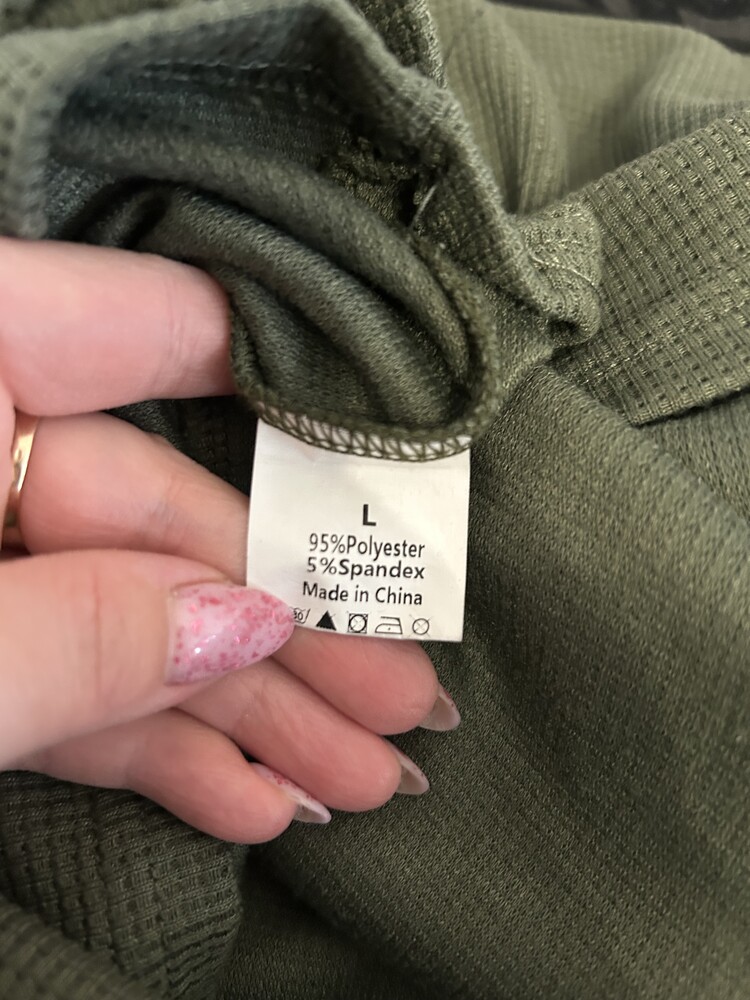 L
95%Polyester
5%Spandex
Made in China